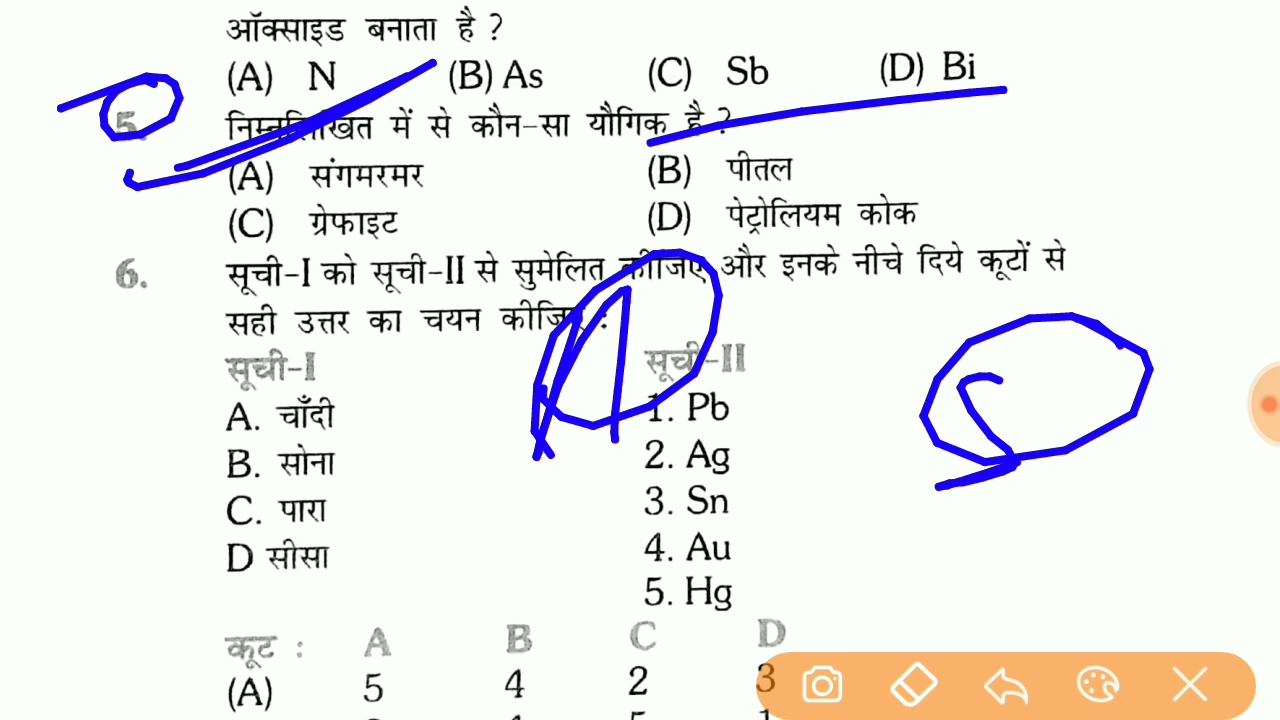 ऑक्साइड बनाता है ?
(A) N (B) As (C) Sb (D) Bi
5. निम्नलिखित में से कौन-सा यौगिक है ?
(A) संगमरमर (B) पीतल
(C) ग्रेफाइट (D) पेट्रोलियम कोक
6. सूची-I को सूची-II से सुमेलित कीजिए और इनके नीचे दिये कूटों से
सही उत्तर का चयन कीजिए :
सूची-I सूची-II
A. चाँदी 1. Pb
B. सोना 2. Ag
C. पारा 3. Sn
D सीसा 4. Au
5. Hg
कूट : A B C D
(A) 5 4 2 3